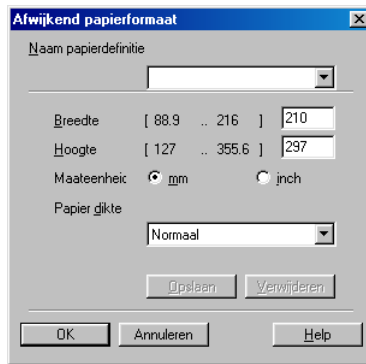 Afwijkend papierformaat
Naam papierdefinitie
Breedte [ 88.9 .. 216 ] 210
Hoogte [ 127 .. 355.6 ] 297
Maateenheic mm inch
Papier dikte
Normaal
Opslaan Verwijderen
OK Annuleren Help